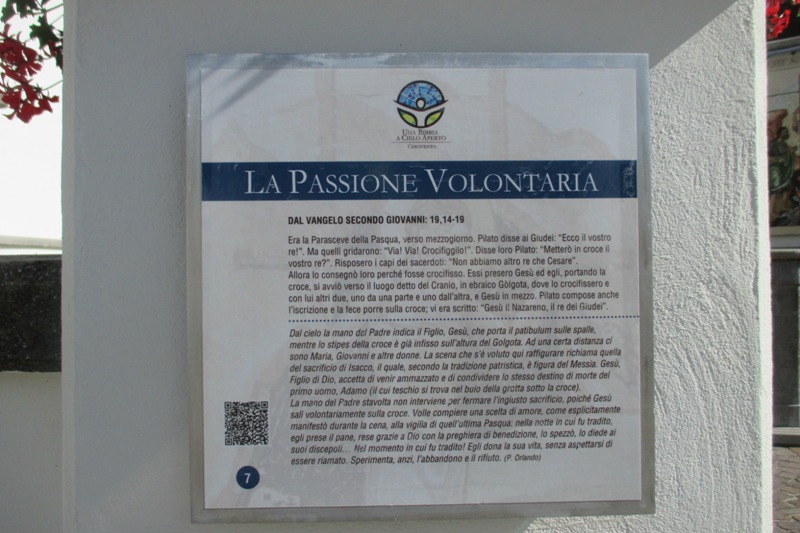 UNA BIBBIA
A CIELO APERTO
CERCIVENTO
LA PASSIONE VOLONTARIA
DAL VANGELO SECONDO GIOVANNI: 19,14-19
Era la Parasceve della Pasqua, verso mezzogiorno. Pilato disse ai Giudei: "Ecco il vostro
re!". Ma quelli gridarono: "Via! Via! Crocifiggilo!". Disse loro Pilato: "Metterò in croce il
vostro re?". Risposero i capi dei sacerdoti: "Non abbiamo altro re che Cesare".
Allora lo consegnò loro perché fosse crocifisso. Essi presero Gesù ed egli, portando la
croce, si avviò verso il luogo detto del Cranio, in ebraico Gòlgota, dove lo crocifissero e
con lui altri due, uno da una parte e uno dall'altra, e Gesù in mezzo. Pilato compose anche
l'iscrizione e la fece porre sulla croce; vi era scritto: "Gesù il Nazareno, il re dei Giudei".
Dal cielo la mano del Padre indica il Figlio, Gesù, che porta il patibulum sulle spalle,
mentre lo stipes della croce è già infisso sull'altura del Golgota. Ad una certa distanza ci
sono Maria, Giovanni e altre donne. La scena che s'è voluto qui raffigurare richiama quella
del sacrificio di Isacco, il quale, secondo la tradizione patristica, è figura del Messia. Gesù,
Figlio di Dio, accetta di venir ammazzato e di condividere lo stesso destino di morte del
primo uomo, Adamo (il cui teschio si trova nel buio della grotta sotto la croce).
La mano del Padre stavolta non interviene per fermare l'ingiusto sacrificio, poiché Gesù
salì volontariamente sulla croce. Volle compiere una scelta di amore, come esplicitamente
manifestò durante la cena, alla vigilia di quell'ultima Pasqua: nella notte in cui fu tradito,
egli prese il pane, rese grazie a Dio con la preghiera di benedizione, lo spezzò, lo diede ai
suoi discepoli... Nel momento in cui fu tradito! Egli dona la sua vita, senza aspettarsi di
essere riamato. Sperimenta, anzi, l'abbandono e il rifiuto. (P. Orlando)
7